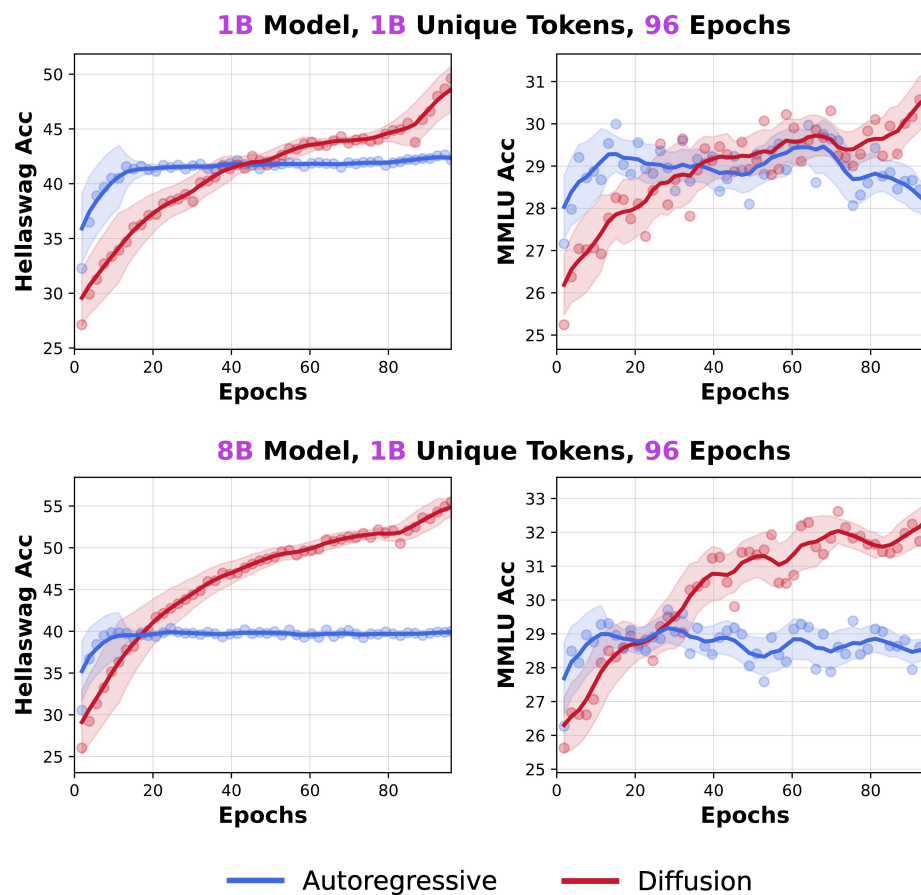 1B Model, 1B Unique Tokens, 96 Epochs
Hellaswag Acc
50
45
40
35
30
25
0 20 40 60 80
Epochs
MMLU Acc
31
30
29
28
27
26
25
0 20 40 60 80
Epochs
8B Model, 1B Unique Tokens, 96 Epochs
Hellaswag Acc
55
50
45
40
35
30
25
0 20 40 60 80
Epochs
MMLU Acc
33
32
31
30
29
28
27
26
25
0 20 40 60 80
Epochs
Autoregressive Diffusion